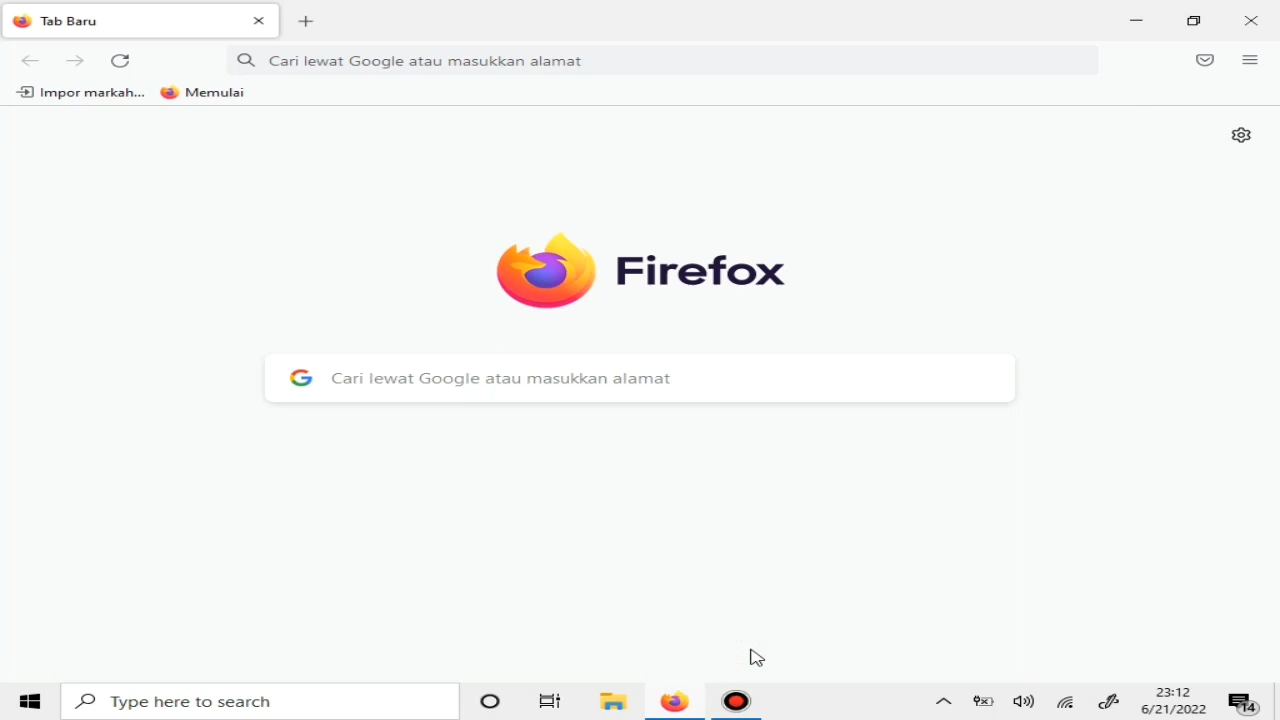 Tab Baru
Cari lewat Google atau masukkan alamat
Impor markah...
Memulai
Firefox
Cari lewat Google atau masukkan alamat
Type here to search
23:12
6/21/2022
14